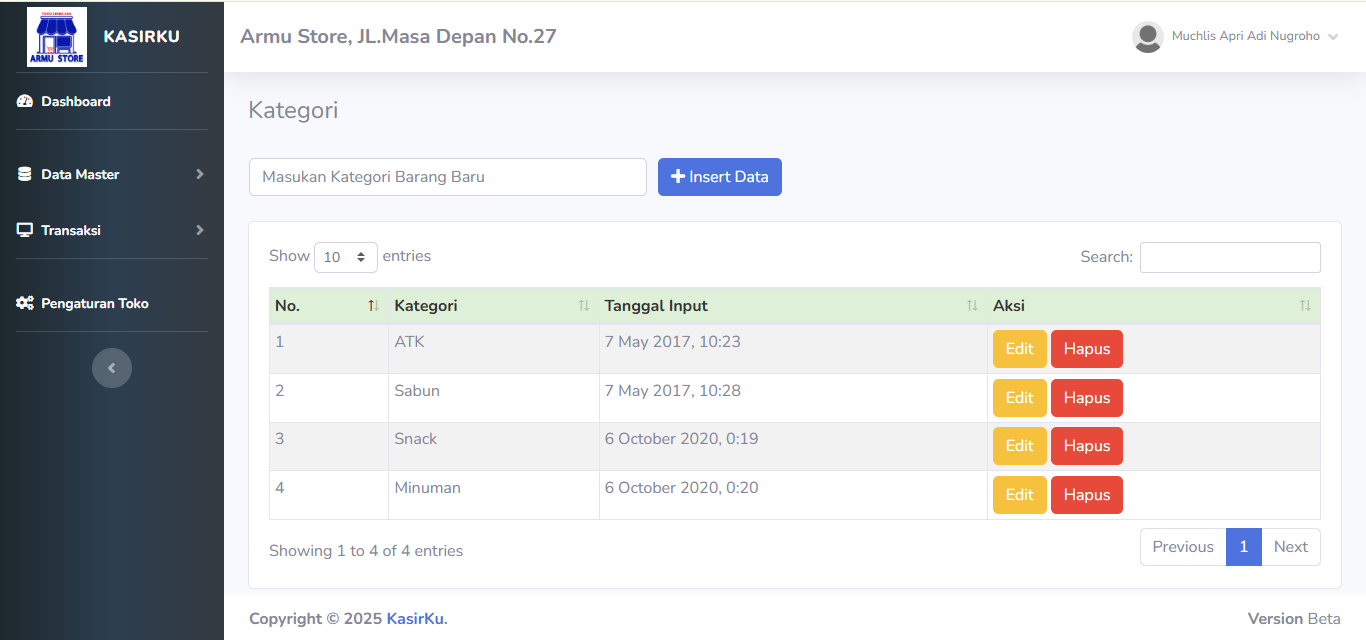 ARMU STORE
KASIRKU
Armu Store, JL.Masa Depan No.27
Muchlis Apri Adi Nugroho
Dashboard
Data Master
Transaksi
Pengaturan Toko
Kategori
Masukan Kategori Barang Baru
Insert Data
Show 10 entries
Search:
No. Kategori Tanggal Input Aksi
1 ATK 7 May 2017, 10:23 Edit Hapus
2 Sabun 7 May 2017, 10:28 Edit Hapus
3 Snack 6 October 2020, 0:19 Edit Hapus
4 Minuman 6 October 2020, 0:20 Edit Hapus
Showing 1 to 4 of 4 entries
Previous 1 Next
Copyright © 2025 KasirKu.
Version Beta